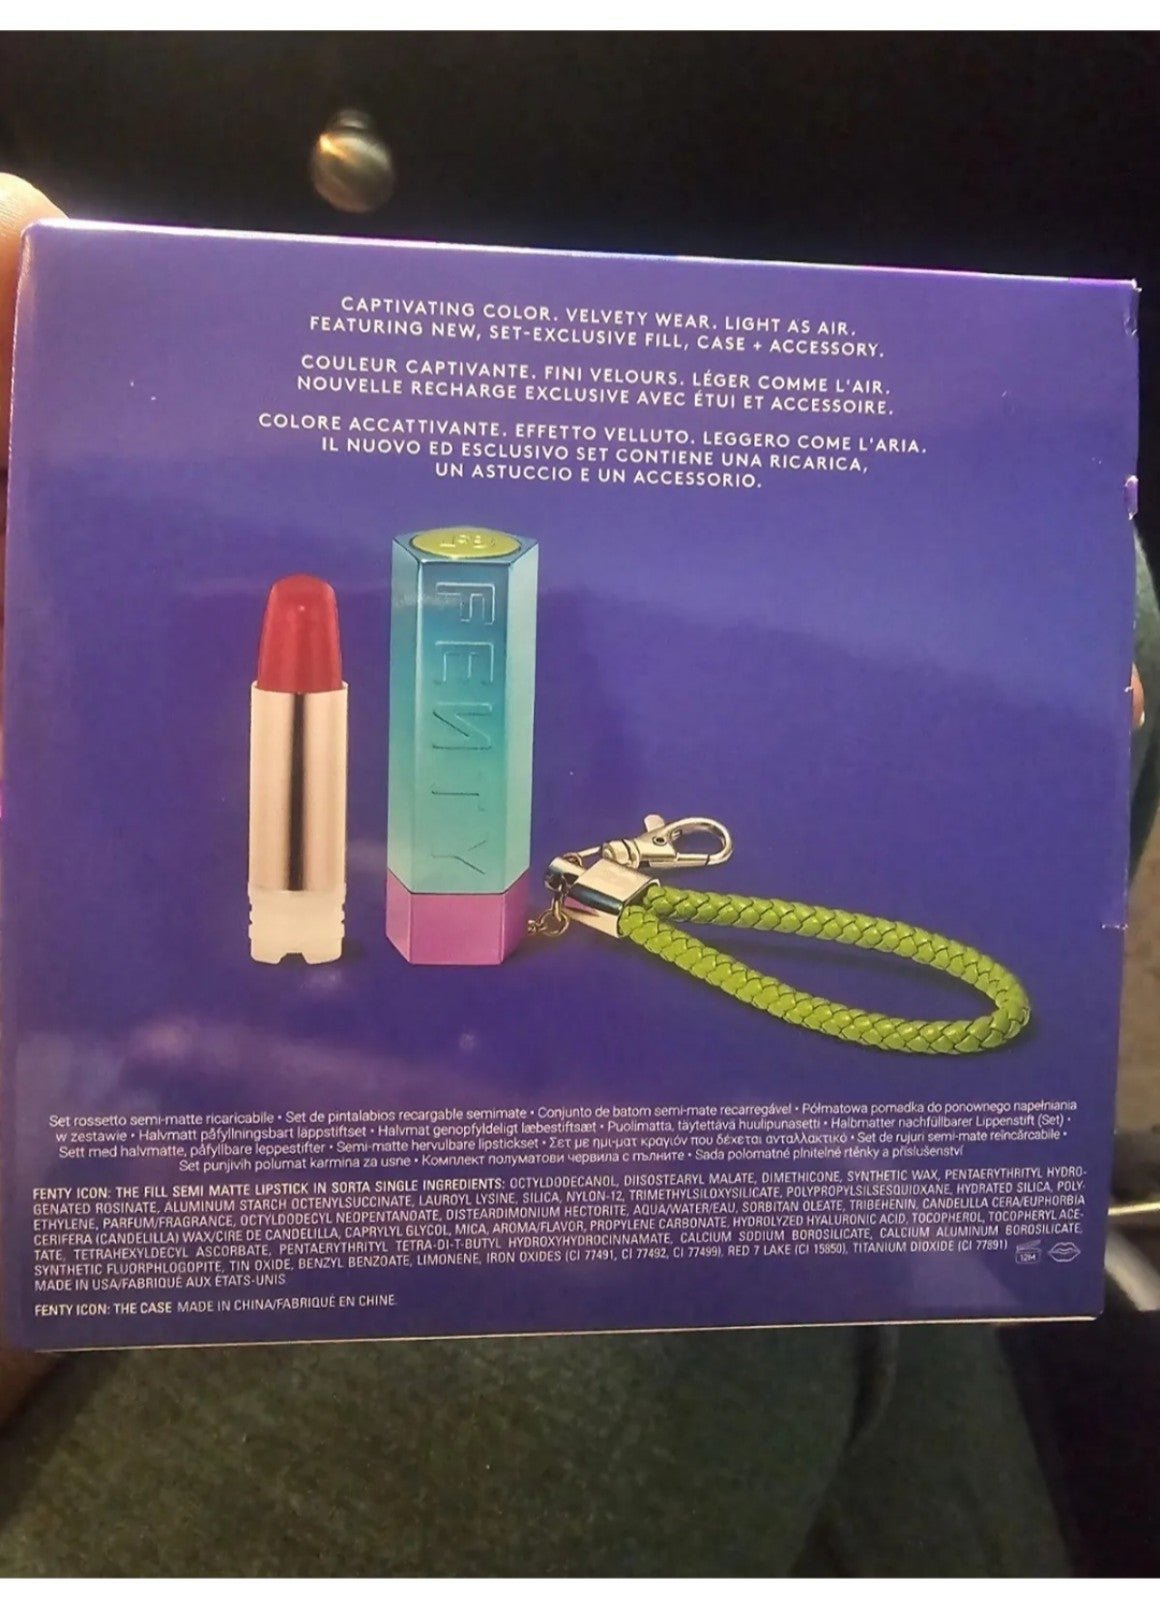 CAPTIVATING COLOR. VELVETY WEAR. LIGHT AS AIR.
FEATURING NEW, SET-EXCLUSIVE FILL, CASE + ACCESSORY.
COULEUR CAPTIVANTE. FINI VELOURS. LÉGER COMME L'AIR.
NOUVELLE RECHARGE EXCLUSIVE AVEC ÉTUI ET ACCESSOIRE.
COLORE ACCATTIVANTE. EFFETTO VELLUTO. LEGGERO COME L'ARIA.
IL NUOVO ED ESCLUSIVO SET CONTIENE UNA RICARICA,
UN ASTUCCIO E UN ACCESSORIO.
FENTY
Set rossetto semi-matte ricaricabile • Set de pintalabios recargable semimate • Conjunto de batom semi-mate recarregável • Półmatowa pomadka do ponownego napełniania
w zestawie • Halvmatt påfyllningsbart läppstiftset • Halvmat genopfyldeligt læbestiftsæt • Puolimatta, täytettävä huulipunasetti • Halbmatter nachfüllbarer Lippenstift (Set) •
Sett med halvmatte, påfyllbare leppestifter • Semi-matte hervulbare lipstickset • Σετ με ημι-ματ κραγιόν που δέχεται ανταλλακτικό • Set de rujuri semi-mate reîncărcabile •
Set punjivih polumat karmina za usne • Комплект полуматови червила с пълните • Sada polomatné plnitelné rtěnky a příslušenství
FENTY ICON: THE FILL SEMI MATTE LIPSTICK IN SORTA SINGLE INGREDIENTS: OCTYLDODECANOL, DIISOSTEARYL MALATE, DIMETHICONE, SYNTHETIC WAX, PENTAERYTHRITYL HYDRO-
GENATED ROSINATE, ALUMINUM STARCH OCTENYLSUCCINATE, LAUROYL LYSINE, SILICA, NYLON-12, TRIMETHYLSILOXYSILICATE, POLYPROPYLSILSESQUIOXANE, HYDRATED SILICA, POLY-
ETHYLENE, PARFUM/FRAGRANCE, OCTYLDODECYL NEOPENTANOATE, DISTEARDIMONIUM HECTORITE, AQUA/WATER/EAU, SORBITAN OLEATE, TRIBEHENIN, CANDELILLA CERA/EUPHORBIA
CERIFERA (CANDELILLA) WAX/CIRE DE CANDELILLA, CAPRYLYL GLYCOL, MICA, AROMA/FLAVOR, PROPYLENE CARBONATE, HYDROLYZED HYALURONIC ACID, TOCOPHEROL, TOCOPHERYL ACE-
TATE, TETRAHEXYLDECYL ASCORBATE, PENTAERYTHRITYL TETRA-DI-T-BUTYL HYDROXYHYDROCINNAMATE, CALCIUM SODIUM BOROSILICATE, CALCIUM ALUMINUM BOROSILICATE,
SYNTHETIC FLUORPHLOGOPITE, TIN OXIDE, BENZYL BENZOATE, LIMONENE, IRON OXIDES (CI 77491, CI 77492, CI 77499), RED 7 LAKE (CI 15850), TITANIUM DIOXIDE (CI 77891)
12M
MADE IN USA/FABRIQUÉ AUX ÉTATS-UNIS
FENTY ICON: THE CASE MADE IN CHINA/FABRIQUÉ EN CHINE.